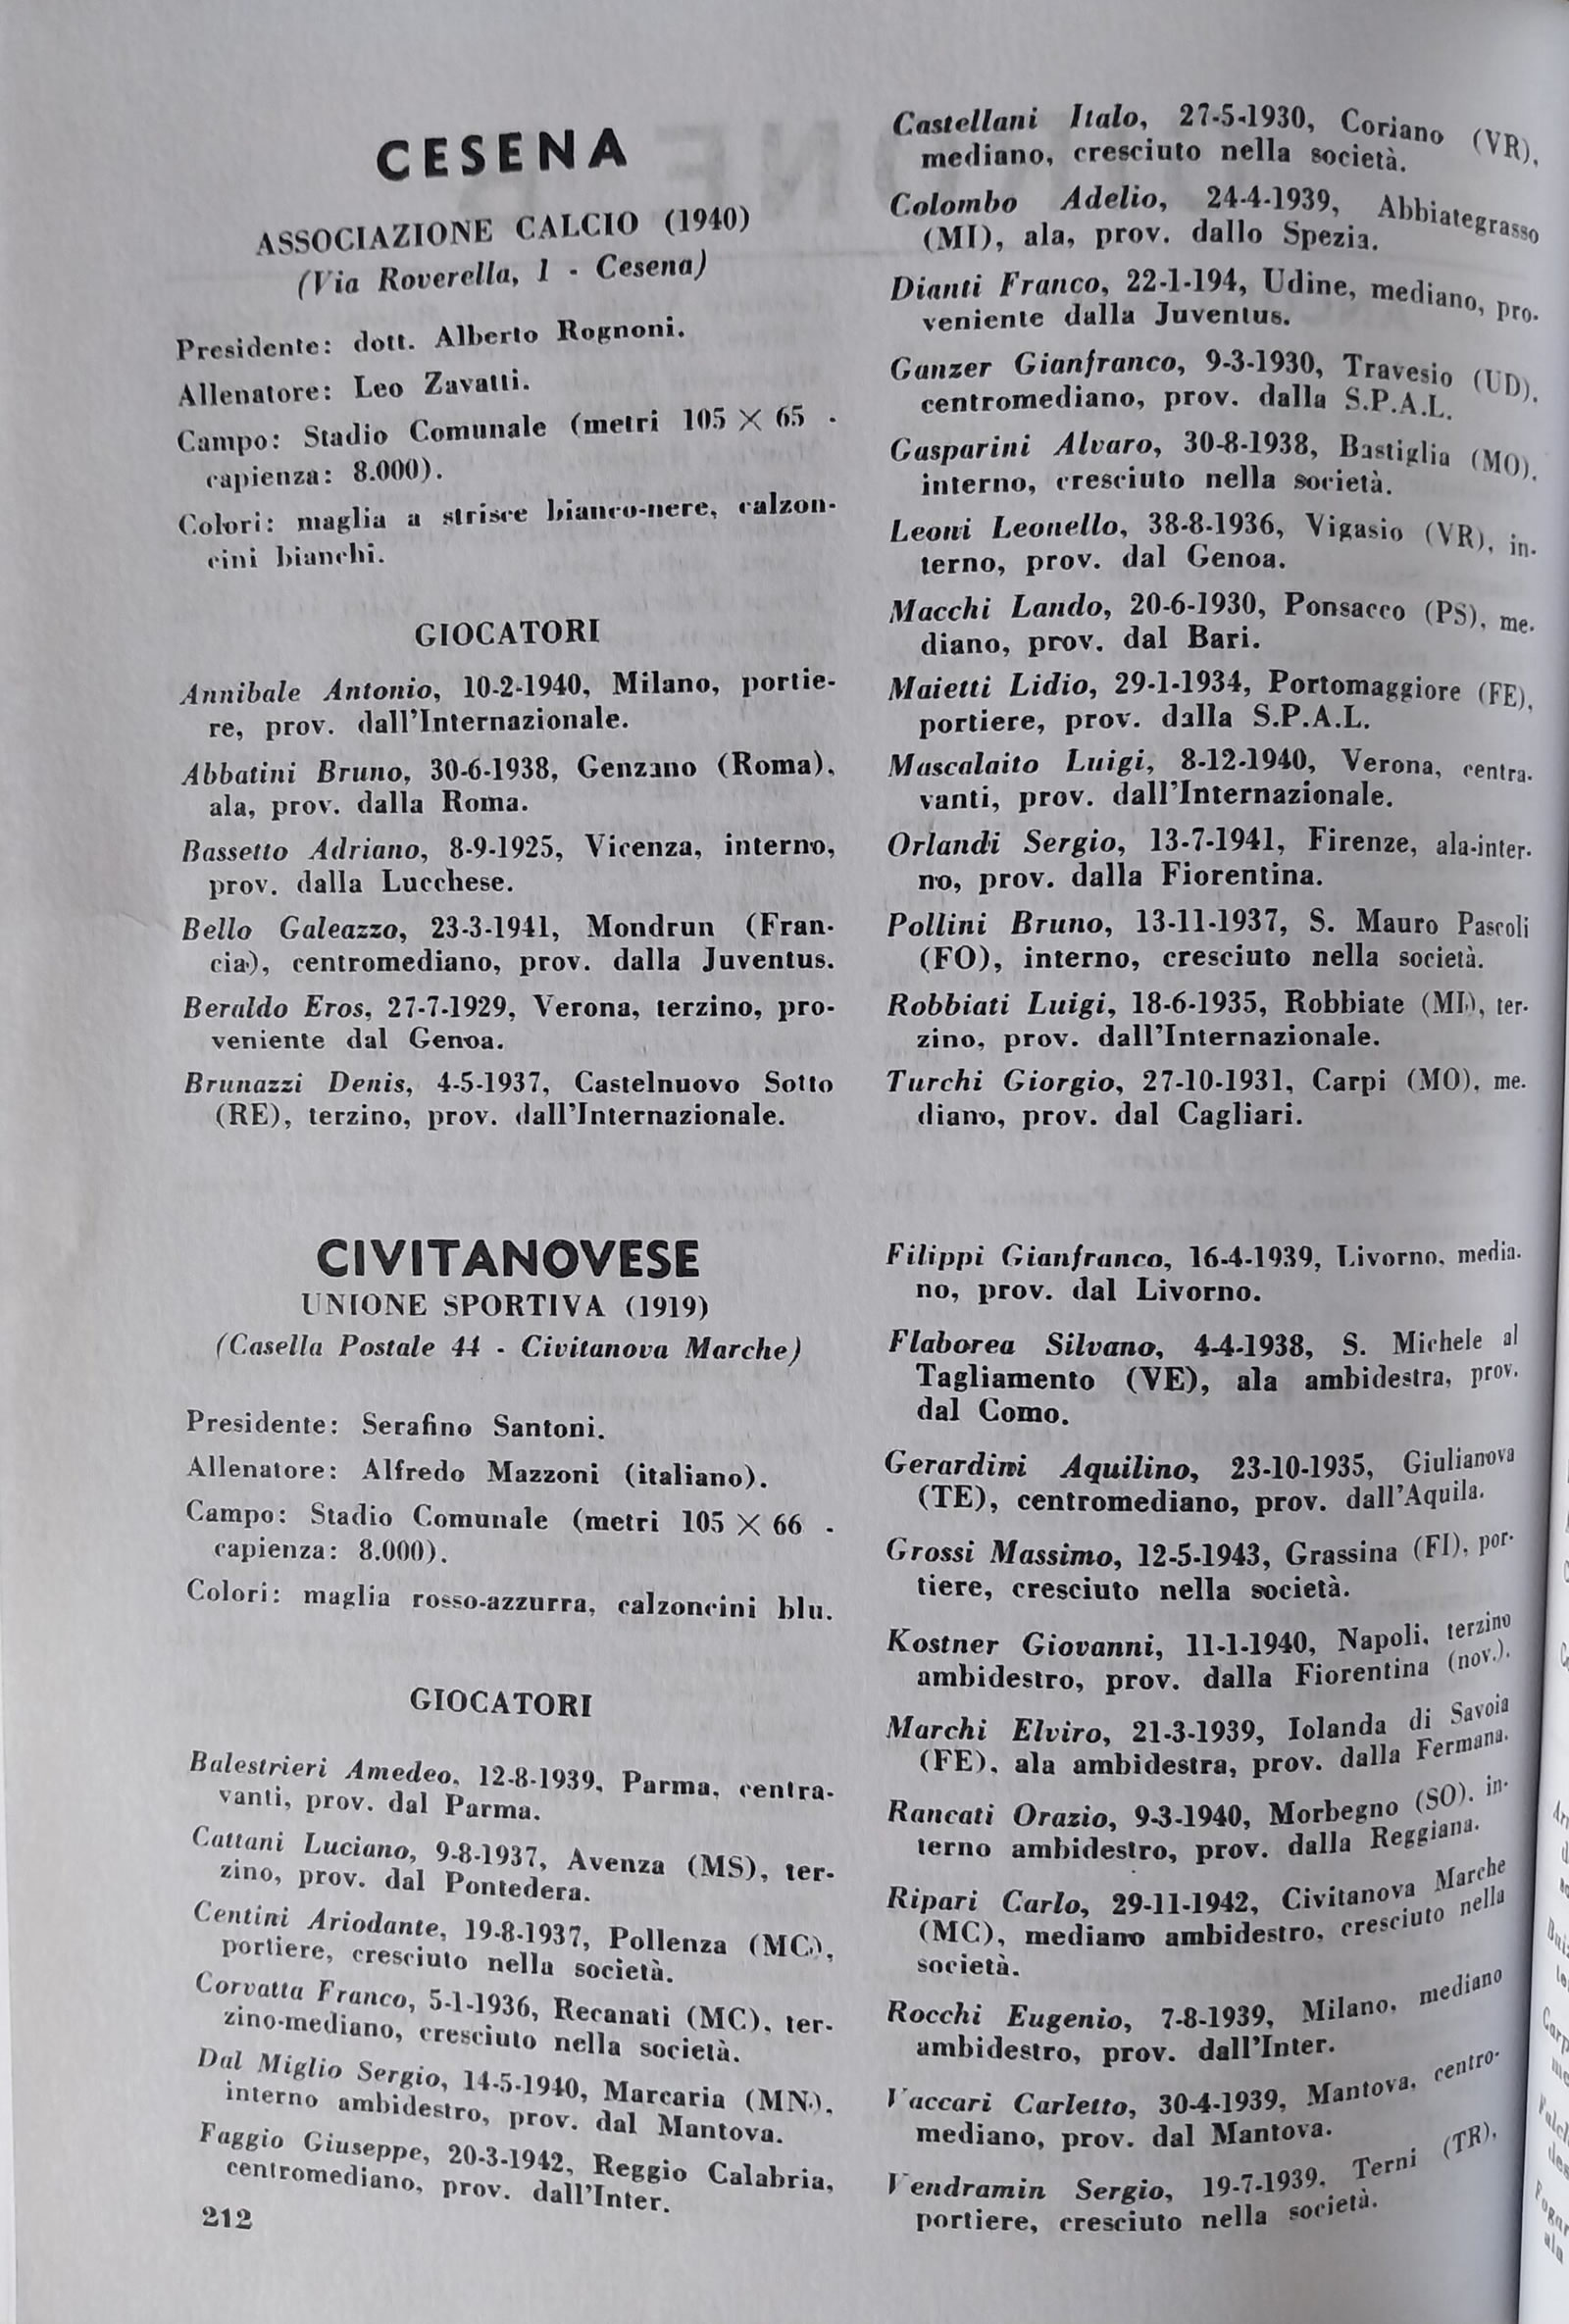 CESENA
ASSOCIAZIONE CALCIO (1940)
(Via Roverella, 1 - Cesena)
Presidente: dott. Alberto Rognoni.
Allenatore: Leo Zavatti.
Campo: Stadio Comunale (metri 105 × 65 -
capienza: 8.000).
Colori: maglia a strisce bianco-nere, calzon-
cini bianchi.
GIOCATORI
Annibale Antonio, 10-2-1940, Milano, portie-
re, prov. dall'Internazionale.
Abbatini Bruno, 30-6-1938, Genzano (Roma),
ala, prov. dalla Roma.
Bassetto Adriano, 8-9-1925, Vicenza, interno,
prov. dalla Lucchese.
Bello Galeazzo, 23-3-1941, Mondrun (Fran-
cia), centromediano, prov. dalla Juventus.
Beraldo Eros, 27-7-1929, Verona, terzino, pro-
veniente dal Genoa.
Brunazzi Denis, 4-5-1937, Castelnuovo Sotto
(RE), terzino, prov. dall'Internazionale.
Castellani Italo, 27-5-1930, Coriano (VR),
mediano, cresciuto nella società.
Colombo Adelio, 24-4-1939, Abbiategrasso
(MI), ala, prov. dallo Spezia.
Dianti Franco, 22-1-194, Udine, mediano, pro-
veniente dalla Juventus.
Ganzer Gianfranco, 9-3-1930, Travesio (UD),
centromediano, prov. dalla S.P.A.L.
Gasparini Alvaro, 30-8-1938, Bastiglia (MO),
interno, cresciuto nella società.
Leoni Leonello, 38-8-1936, Vigasio (VR), in-
terno, prov. dal Genoa.
Macchi Lando, 20-6-1930, Ponsacco (PS), me-
diano, prov. dal Bari.
Maietti Lidio, 29-1-1934, Portomaggiore (FE),
portiere, prov. dalla S.P.A.L.
Mascalaito Luigi, 8-12-1940, Verona, centra-
vanti, prov. dall'Internazionale.
Orlandi Sergio, 13-7-1941, Firenze, ala-inter-
no, prov. dalla Fiorentina.
Pollini Bruno, 13-11-1937, S. Mauro Pascoli
(FO), interno, cresciuto nella società.
Robbiati Luigi, 18-6-1935, Robbiate (MI), ter-
zino, prov. dall'Internazionale.
Turchi Giorgio, 27-10-1931, Carpi (MO), me-
diano, prov. dal Cagliari.
CIVITANOVESE
UNIONE SPORTIVA (1919)
(Casella Postale 44 - Civitanova Marche)
Presidente: Serafino Santoni.
Allenatore: Alfredo Mazzoni (italiano).
Campo: Stadio Comunale (metri 105 × 66 -
capienza: 8.000).
Colori: maglia rosso-azzurra, calzoncini blu.
GIOCATORI
Balestrieri Amedeo, 12-8-1939, Parma, centra-
vanti, prov. dal Parma.
Cattani Luciano, 9-8-1937, Avenza (MS), ter-
zino, prov. dal Pontedera.
Centini Ariodante, 19-8-1937, Pollenza (MC),
portiere, cresciuto nella società.
Corvatta Franco, 5-1-1936, Recanati (MC), ter-
zino-mediano, cresciuto nella società.
Dal Miglio Sergio, 14-5-1940, Marcaria (MN),
interno ambidestro, prov. dal Mantova.
Faggio Giuseppe, 20-3-1942, Reggio Calabria,
centromediano, prov. dall'Inter.
Filippi Gianfranco, 16-4-1939, Livorno, media-
no, prov. dal Livorno.
Flaborea Silvano, 4-4-1938, S. Michele al
Tagliamento (VE), ala ambidestra, prov.
dal Como.
Gerardini Aquilino, 23-10-1935, Giulianova
(TE), centromediano, prov. dall'Aquila.
Grossi Massimo, 12-5-1943, Grassina (FI), por-
tiere, cresciuto nella società.
Kostner Giovanni, 11-1-1940, Napoli, terzino
ambidestro, prov. dalla Fiorentina (nov.).
Marchi Elviro, 21-3-1939, Iolanda di Savoia
(FE), ala ambidestra, prov. dalla Fermana.
Rancati Orazio, 9-3-1940, Morbegno (SO), in-
terno ambidestro, prov. dalla Reggiana.
Ripari Carlo, 29-11-1942, Civitanova Marche
(MC), mediano ambidestro, cresciuto nella
società.
Rocchi Eugenio, 7-8-1939, Milano, mediano
ambidestro, prov. dall'Inter.
Vaccari Carletto, 30-4-1939, Mantova, centro-
mediano, prov. dal Mantova.
Vendramin Sergio, 19-7-1939, Terni (TR),
portiere, cresciuto nella società.
212